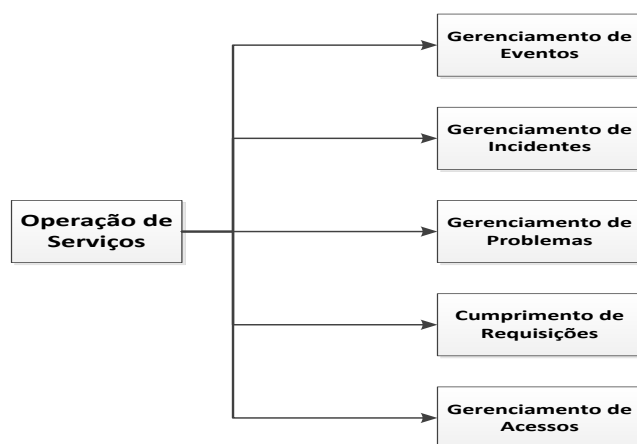 Gerenciamento de
Eventos
Gerenciamento de
Incidentes
Operação de
Serviços
Gerenciamento de
Problemas
Cumprimento de
Requisições
Gerenciamento de
Acessos